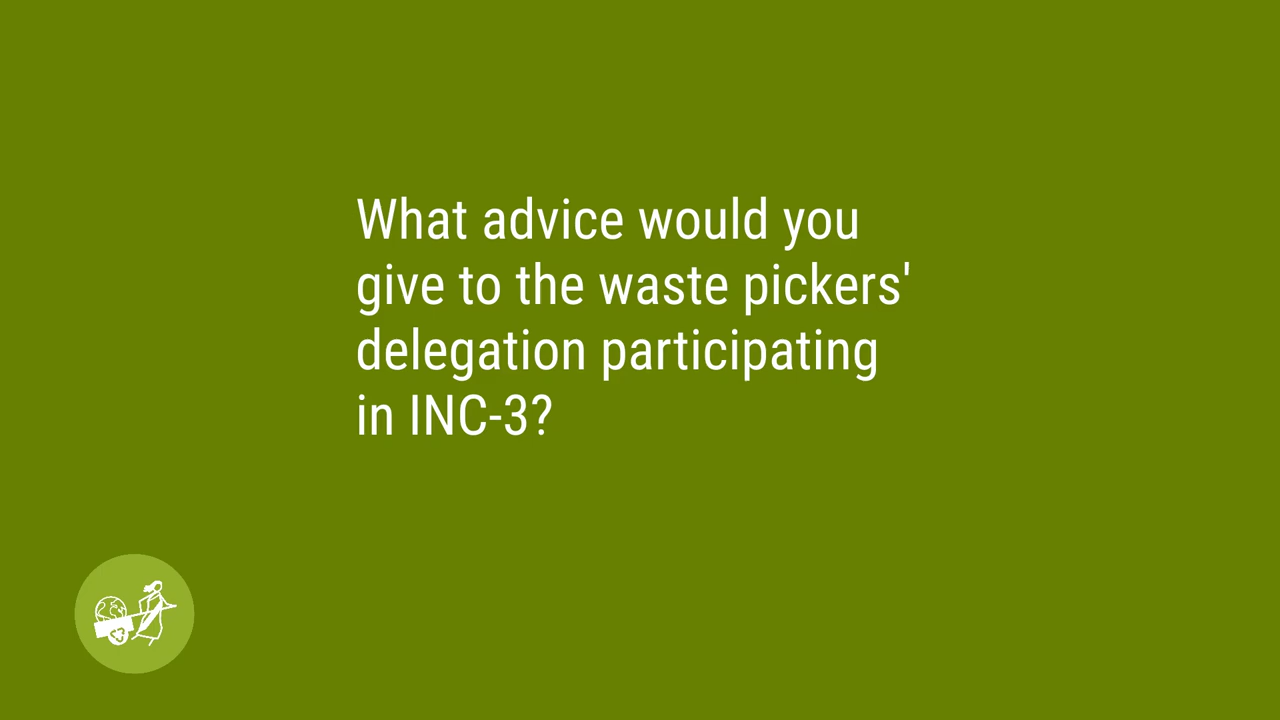 What advice would you
give to the waste pickers'
delegation participating
in INC-3?